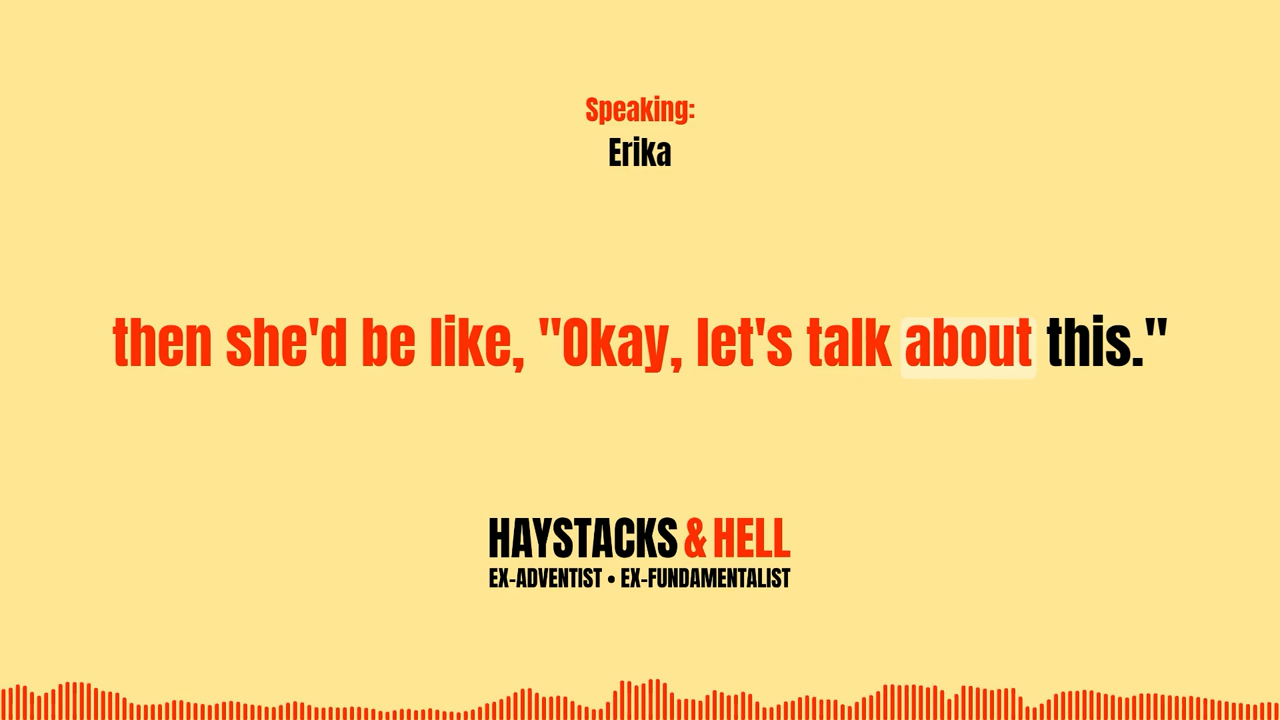 Speaking:
Erika
then she'd be like, "Okay, let's talk about this."
HAYSTACKS & HELL
EX-ADVENTIST • EX-FUNDAMENTALIST